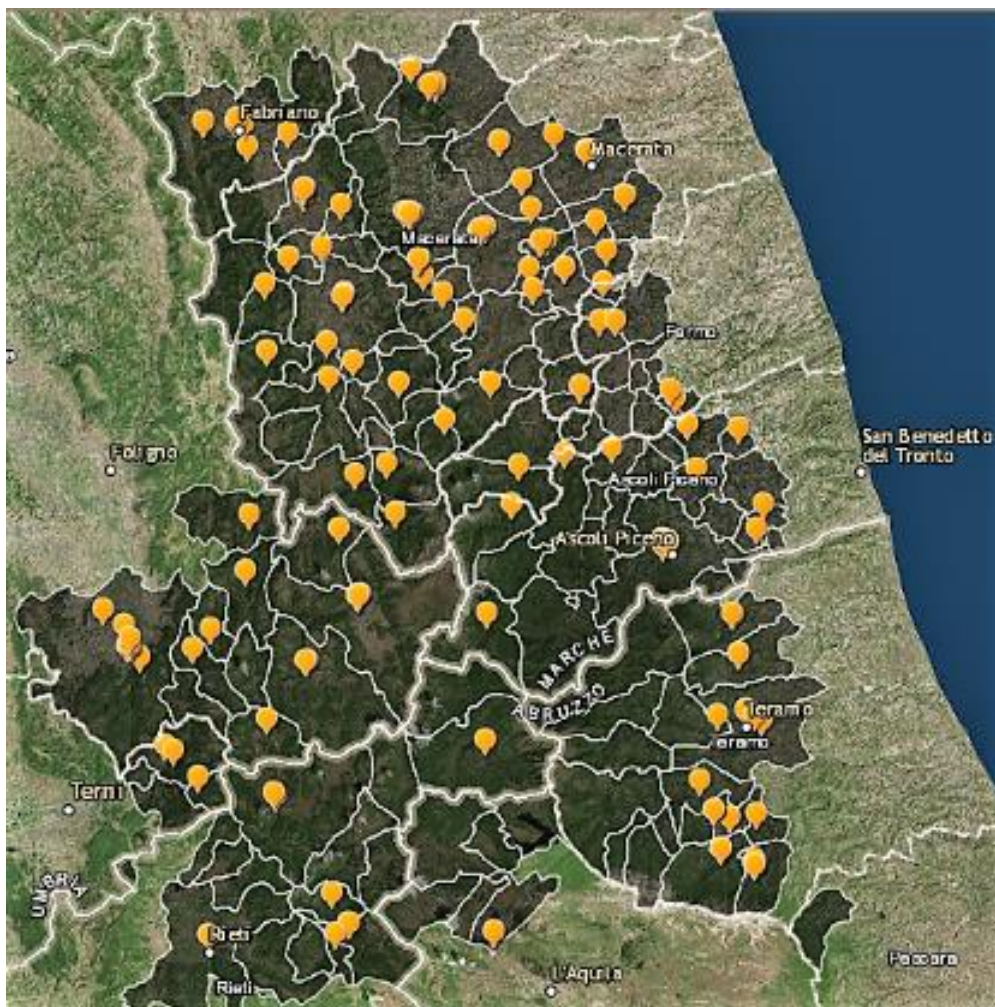 Fabriano
Macerata
Macerata
Fermo
Foligno
San Benedetto
del Tronto
Ascoli Piceno
Ascoli Piceno
MARCHE
ABRUZZO
Teramo
Teramo
Terni
UMBRIA
Rieti
Rieti
L'Aquila
Pescara